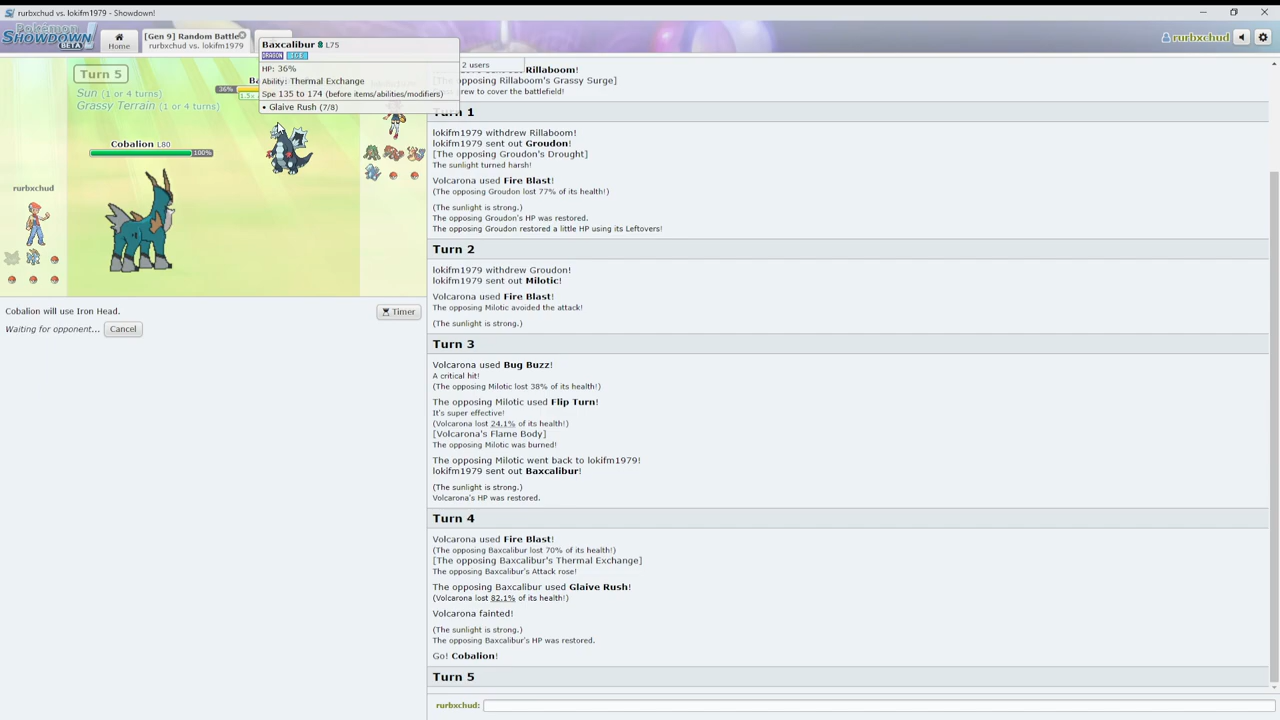 rurbxchud vs. lokifm1979 - Showdown!
Pokémon
SHOWDOWN
BETA
Home
[Gen 9] Random Battle
rurbxchud vs. lokifm1979
rurbxchud
Turn 5
Sun (1 or 4 turns)
Grassy Terrain (1 or 4 turns)
36%
1.5×
Baxcalibur L75
DRAGON ICE
HP: 36%
Ability: Thermal Exchange
Spe 135 to 174 (before items/abilities/modifiers)
• Glaive Rush (7/8)
Cobalion L80
100%
rurbxchud
Cobalion will use Iron Head.
Timer
Waiting for opponent...
Cancel
2 users
Rillaboom!
[The opposing Rillaboom's Grassy Surge]
to cover the battlefield!
Turn 1
lokifm1979 withdrew Rillaboom!
lokifm1979 sent out Groudon!
[The opposing Groudon's Drought]
The sunlight turned harsh!
Volcarona used Fire Blast!
(The opposing Groudon lost 77% of its health!)
(The sunlight is strong.)
The opposing Groudon's HP was restored.
The opposing Groudon restored a little HP using its Leftovers!
Turn 2
lokifm1979 withdrew Groudon!
lokifm1979 sent out Milotic!
Volcarona used Fire Blast!
The opposing Milotic avoided the attack!
(The sunlight is strong.)
Turn 3
Volcarona used Bug Buzz!
A critical hit!
(The opposing Milotic lost 38% of its health!)
The opposing Milotic used Flip Turn!
It's super effective!
(Volcarona lost 24.1% of its health!)
[Volcarona's Flame Body]
The opposing Milotic was burned!
The opposing Milotic went back to lokifm1979!
lokifm1979 sent out Baxcalibur!
(The sunlight is strong.)
Volcarona's HP was restored.
Turn 4
Volcarona used Fire Blast!
(The opposing Baxcalibur lost 70% of its health!)
[The opposing Baxcalibur's Thermal Exchange]
The opposing Baxcalibur's Attack rose!
The opposing Baxcalibur used Glaive Rush!
(Volcarona lost 82.1% of its health!)
Volcarona fainted!
(The sunlight is strong.)
The opposing Baxcalibur's HP was restored.
Go! Cobalion!
Turn 5
rurbxchud: